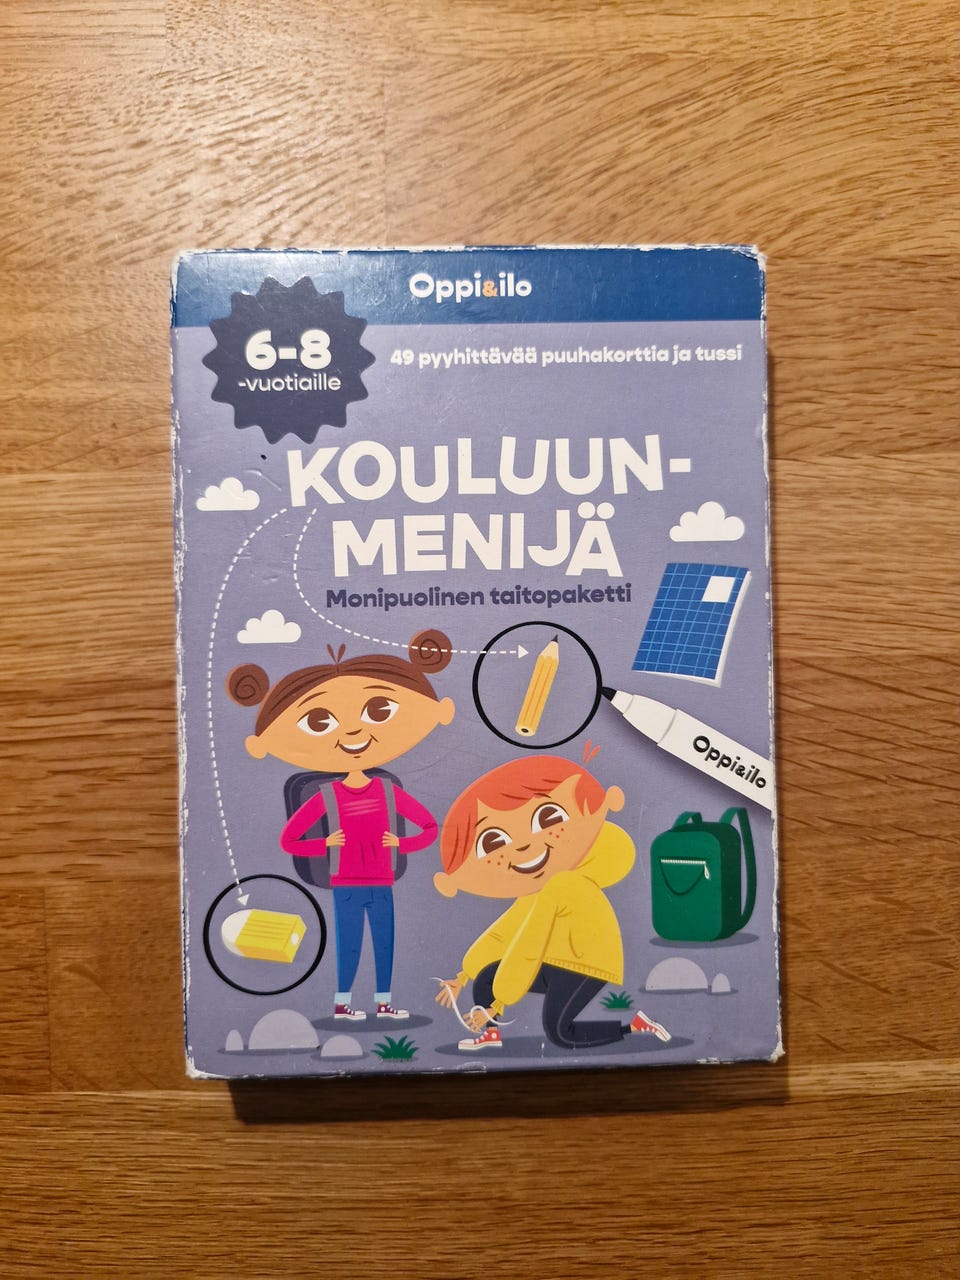 Oppi&ilo
6-8
-vuotiaille
49 pyyhittävää puuhakorttia ja tussi
KOULUUN-
MENIJÄ
Monipuolinen taitopaketti
Oppi&ilo